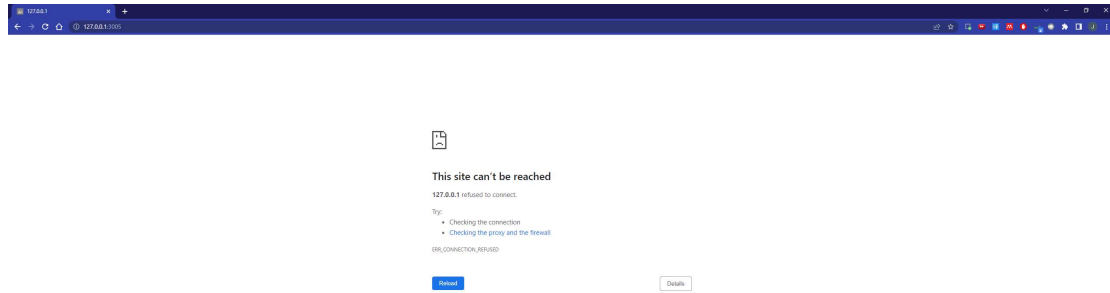 127.0.0.1
127.0.0.1:3005
This site can't be reached
127.0.0.1 refused to connect.
Try:
Checking the connection
Checking the proxy and the firewall
ERR_CONNECTION_REFUSED
Reload
Details